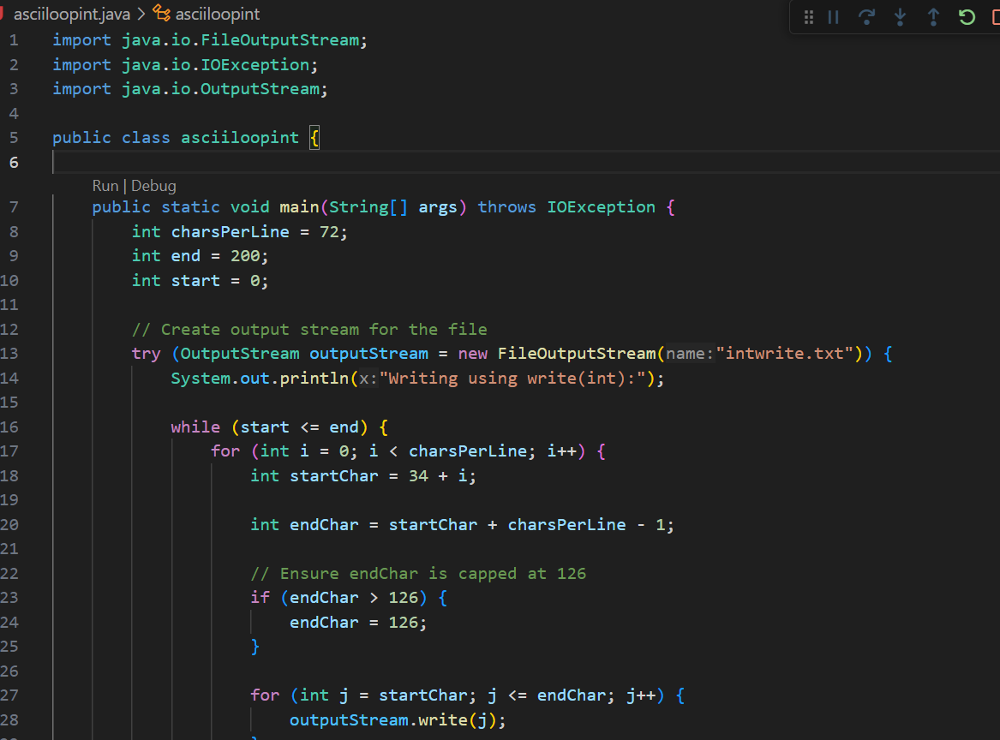 asciiloopint.java > asciiloopint
1 import java.io.FileOutputStream;
2 import java.io.IOException;
3 import java.io.OutputStream;
4
5 public class asciiloopint {
6
Run | Debug
7 public static void main(String[] args) throws IOException {
8 int charsPerLine = 72;
9 int end = 200;
10 int start = 0;
11
12 // Create output stream for the file
13 try (OutputStream outputStream = new FileOutputStream(name:"intwrite.txt")) {
14 System.out.println(x:"Writing using write(int):");
15
16 while (start <= end) {
17 for (int i = 0; i < charsPerLine; i++) {
18 int startChar = 34 + i;
19
20 int endChar = startChar + charsPerLine - 1;
21
22 // Ensure endChar is capped at 126
23 if (endChar > 126) {
24 endChar = 126;
25 }
26
27 for (int j = startChar; j <= endChar; j++) {
28 outputStream.write(j);